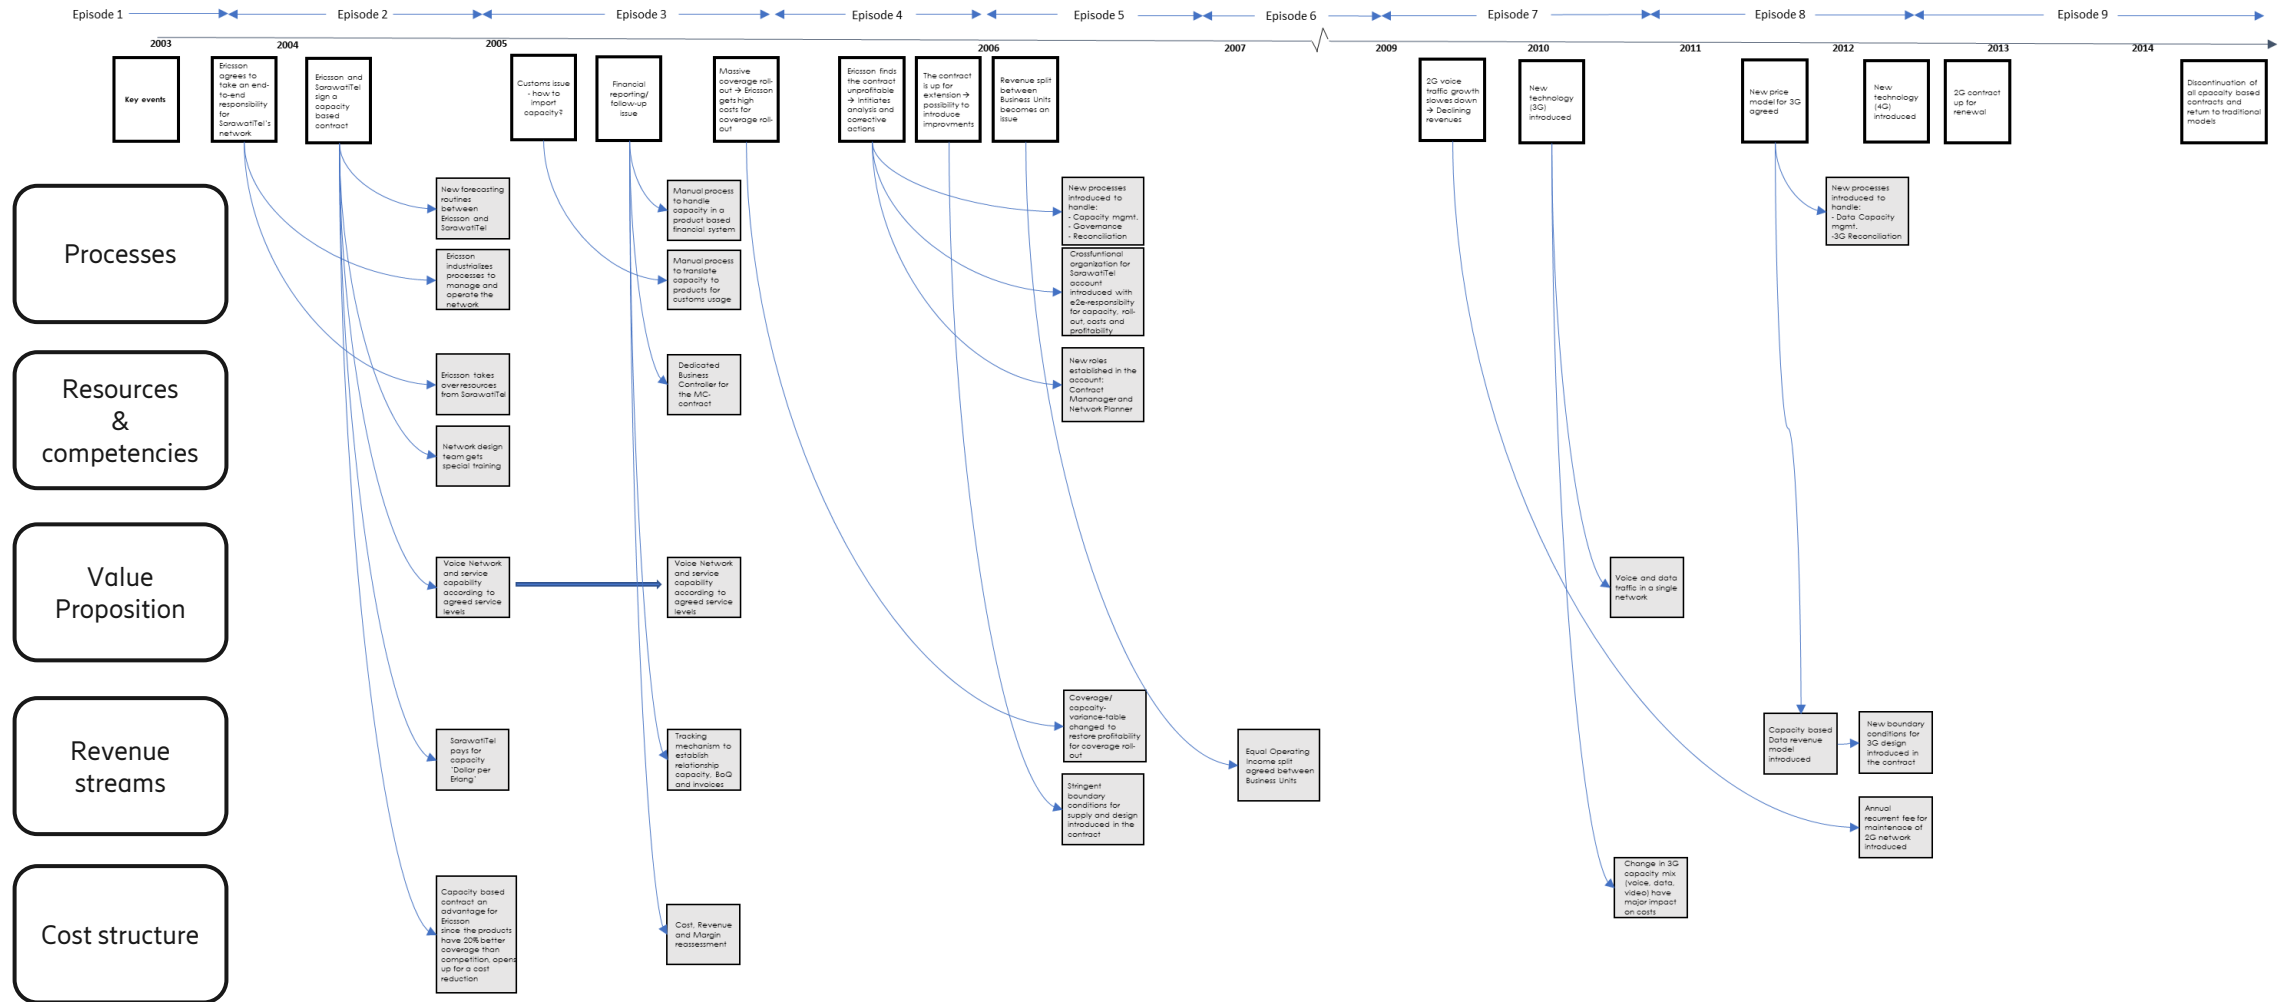 Episode 1
Episode 2
Episode 3
Episode 4
Episode 5
Episode 6
Episode 7
Episode 8
Episode 9
2003
2004
2005
2006
2007
2009
2010
2011
2012
2013
2014
Key events
Ericsson
agrees to
take an end-
to-end
responsibility
for
SarawatiTel's
network
Ericsson and
SarawatiTel
sign a
capacity
based
contract
Customs issue
- how to
import
capacity?
Financial
reporting/
follow-up
issue
Massive
coverage roll-
out → Ericsson
gets high
costs for
coverage roll-
out
Ericsson finds
the contract
unprofitable
→ intitiates
analysis and
corrective
actions
The contract
is up for
extension →
possibility to
introduce
improvments
Revenue split
between
Business Units
becomes an
issue
2G voice
traffic growth
slowes down
→ Declining
revenues
New
technology
(3G)
introduced
New price
model for 3G
agreed
New
technology
(4G)
introduced
2G contract
up for
renewal
Discontinuation of
all cpacity based
contracts and
return to traditional
models
Processes
New forecasting
routines
between
Ericsson and
SarawatiTel
Ericsson
industrializes
processes to
manage and
operate the
network
Manual process
to handle
capacity in a
product based
financial system
Manual process
to translate
capacity to
products for
customs usage
New processes
introduced to
handle:
- Capacity mgmt.
- Governance
- Reconciliation
Crossfuntional
organization for
SarawatiTel
account
introduced with
e2e-responsiblty
for capacity, roll-
out, costs and
profitability
New processes
introduced to
handle:
- Data Capacity
mgmt.
-3G Reconciliation
Resources
&
competencies
Ericsson takes
over resources
from SarawatiTel
Network design
team gets
special training
Dedicated
Business
Controller for
the MC-
contract
New roles
established in the
account:
Contract
Mananager and
Network Planner
Value
Proposition
Voice Network
and service
capability
according to
agreed service
levels
Voice Network
and service
capability
according to
agreed service
levels
Voice and data
traffic in a single
network
Revenue
streams
SarawatiTel
pays for
capacity
"Dollar per
Erlang"
Tracking
mechanism to
establish
relationship
capacity, BoQ
and invoices
Coverage/
capcaity-
variance-table
changed to
restore profitability
for coverage roll-
out
Stringent
boundary
conditions for
supply and design
introduced in the
contract
Equal Operating
Income split
agreed between
Business Units
Capacity based
Data revenue
model
introduced
New boundary
conditions for
3G design
introduced in
the contract
Annual
recurrent fee for
maintenace of
2G network
introduced
Cost structure
Capacity based
contract an
advantage for
Ericsson
since the products
have 20% better
coverage than
competition, opens
up for a cost
reduction
Cost, Revenue
and Margin
reassessment
Change in 3G
capacity mix
(voice, data,
video) have
major impact
on costs